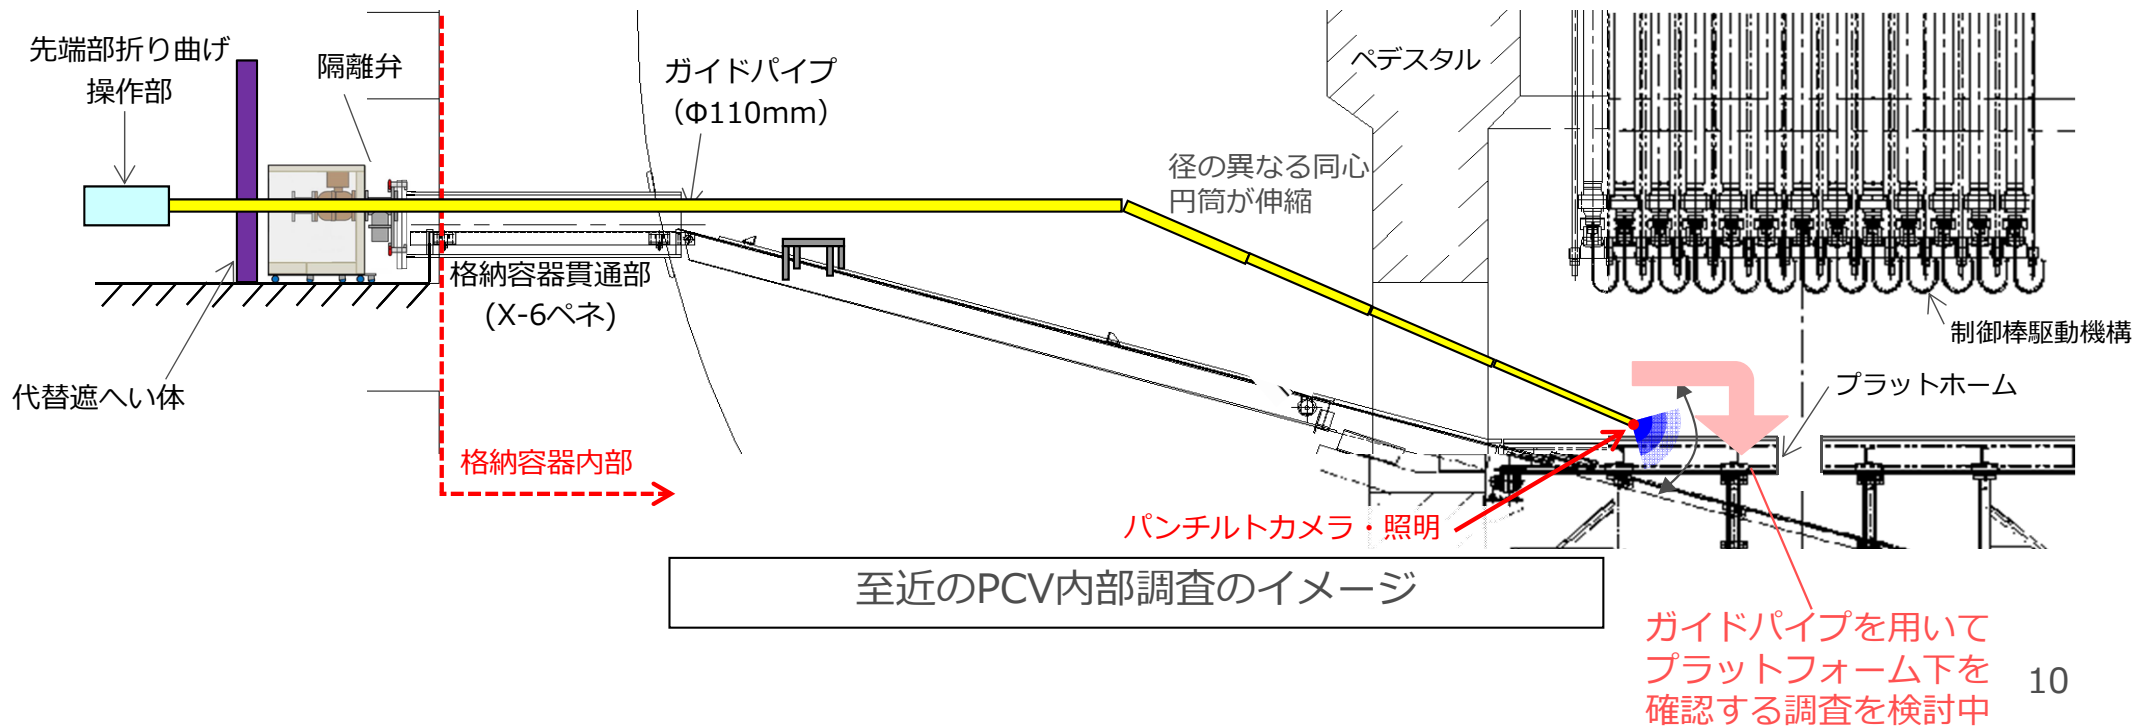 先端部折り曲げ
操作部
隔離弁
ガイドパイプ
（Φ110mm）
ペデスタル
径の異なる同心
円筒が伸縮
格納容器貫通部
(X-6ペネ)
制御棒駆動機構
代替遮へい体
プラットホーム
格納容器内部
パンチルトカメラ・照明
至近のPCV内部調査のイメージ
ガイドパイプを用いて
プラットフォーム下を
確認する調査を検討中
10